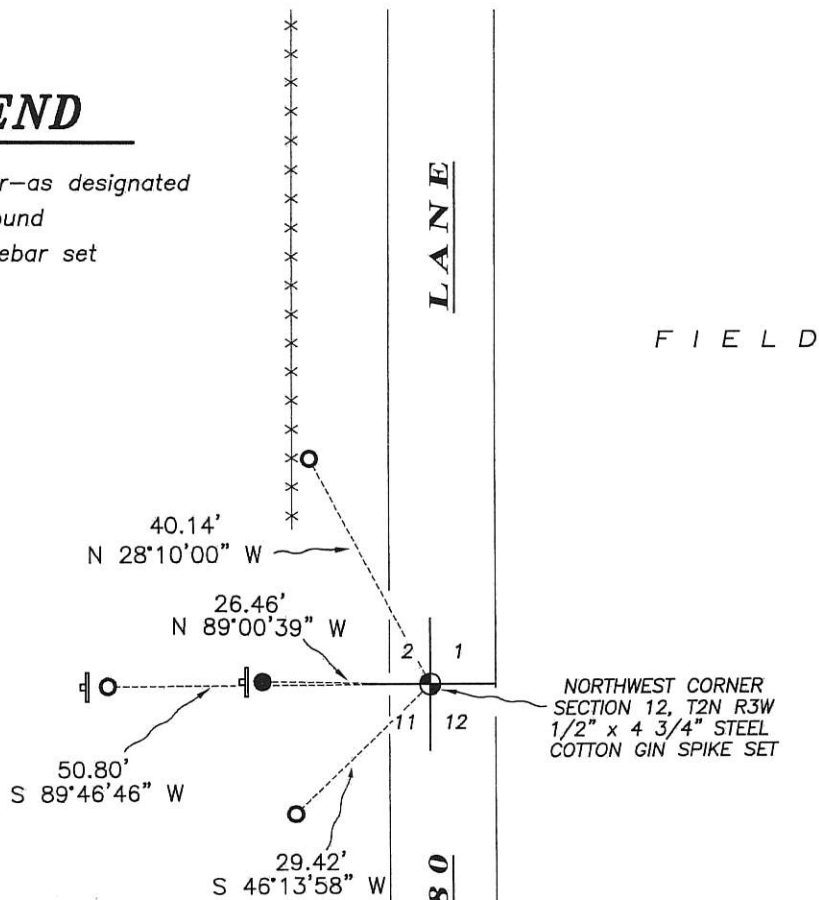 END
r—as designated
ound
ebar set
LANE
FIELD
40.14'
N 28°10'00" W
26.46'
N 89°00'39" W
2 1
11 12
NORTHWEST CORNER
SECTION 12, T2N R3W
1/2" x 4 3/4" STEEL
COTTON GIN SPIKE SET
50.80'
S 89°46'46" W
29.42'
S 46°13'58" W
80